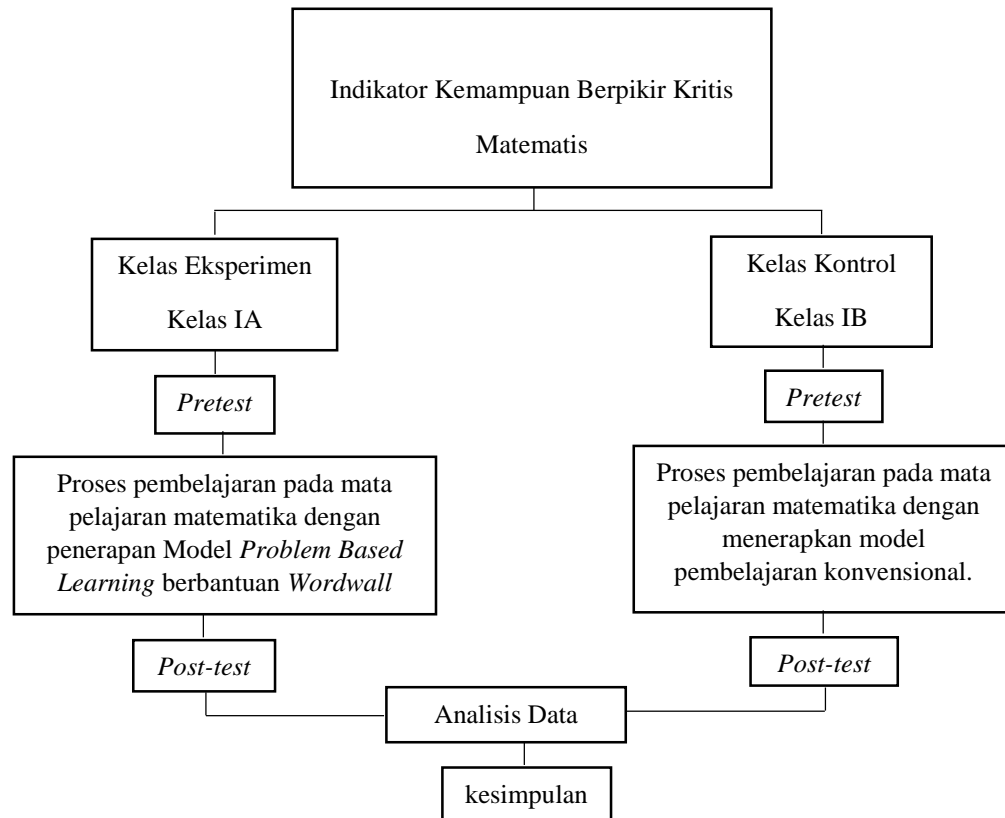 Indikator Kemampuan Berpikir Kritis
Matematis
Kelas Eksperimen
Kelas IA
Kelas Kontrol
Kelas IB
Pretest
Pretest
Proses pembelajaran pada mata
pelajaran matematika dengan
penerapan Model Problem Based
Learning berbantuan Wordwall
Proses pembelajaran pada mata
pelajaran matematika dengan
menerapkan model
pembelajaran konvensional.
Post-test
Post-test
Analisis Data
kesimpulan